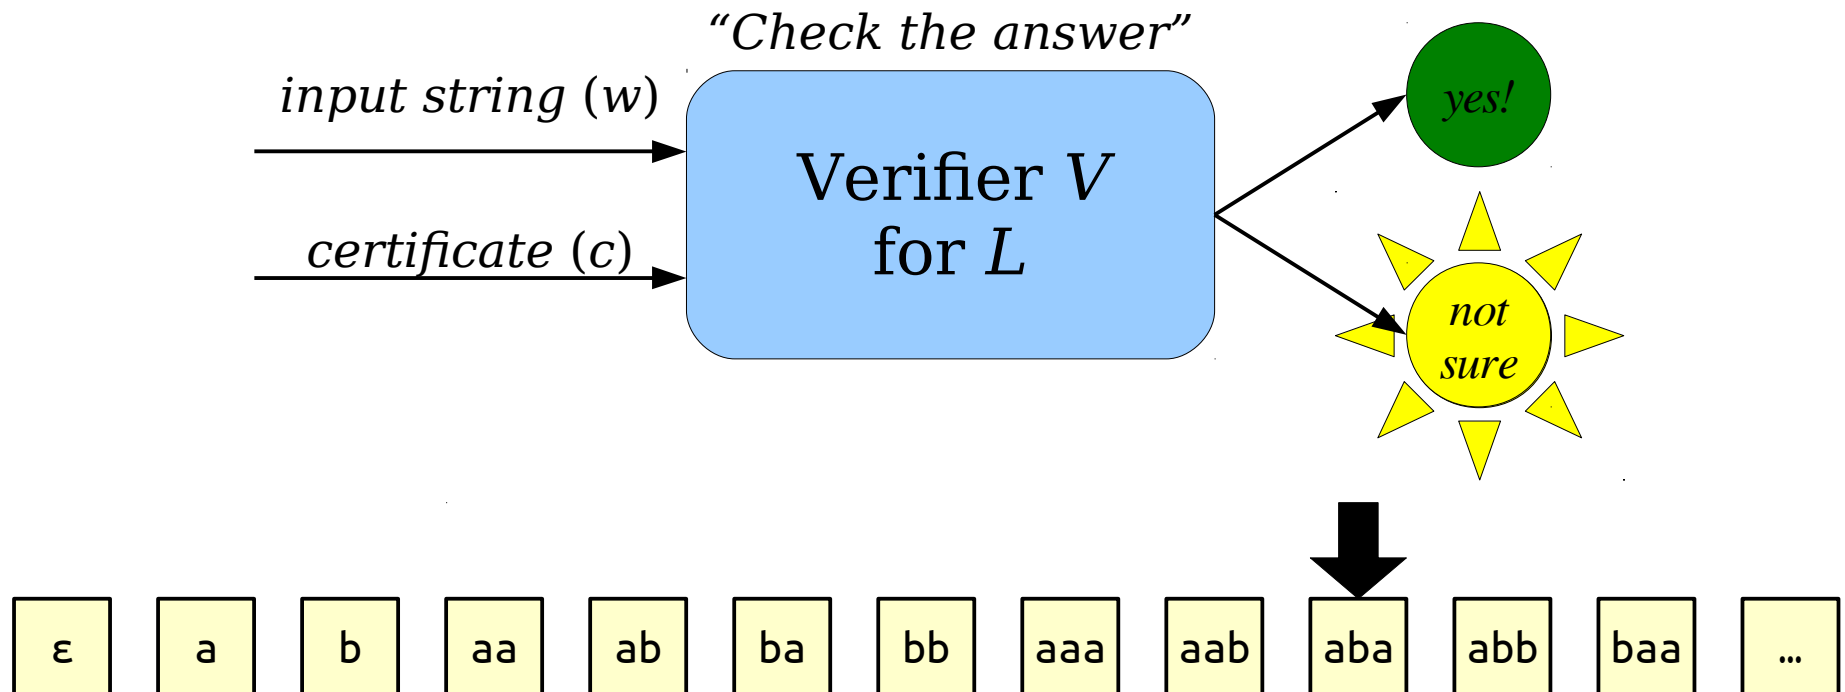 “Check the answer”
input string (w)
certificate (c)
Verifier V
for L
yes!
not
sure
ε a b aa ab ba bb aaa aab aba abb baa …